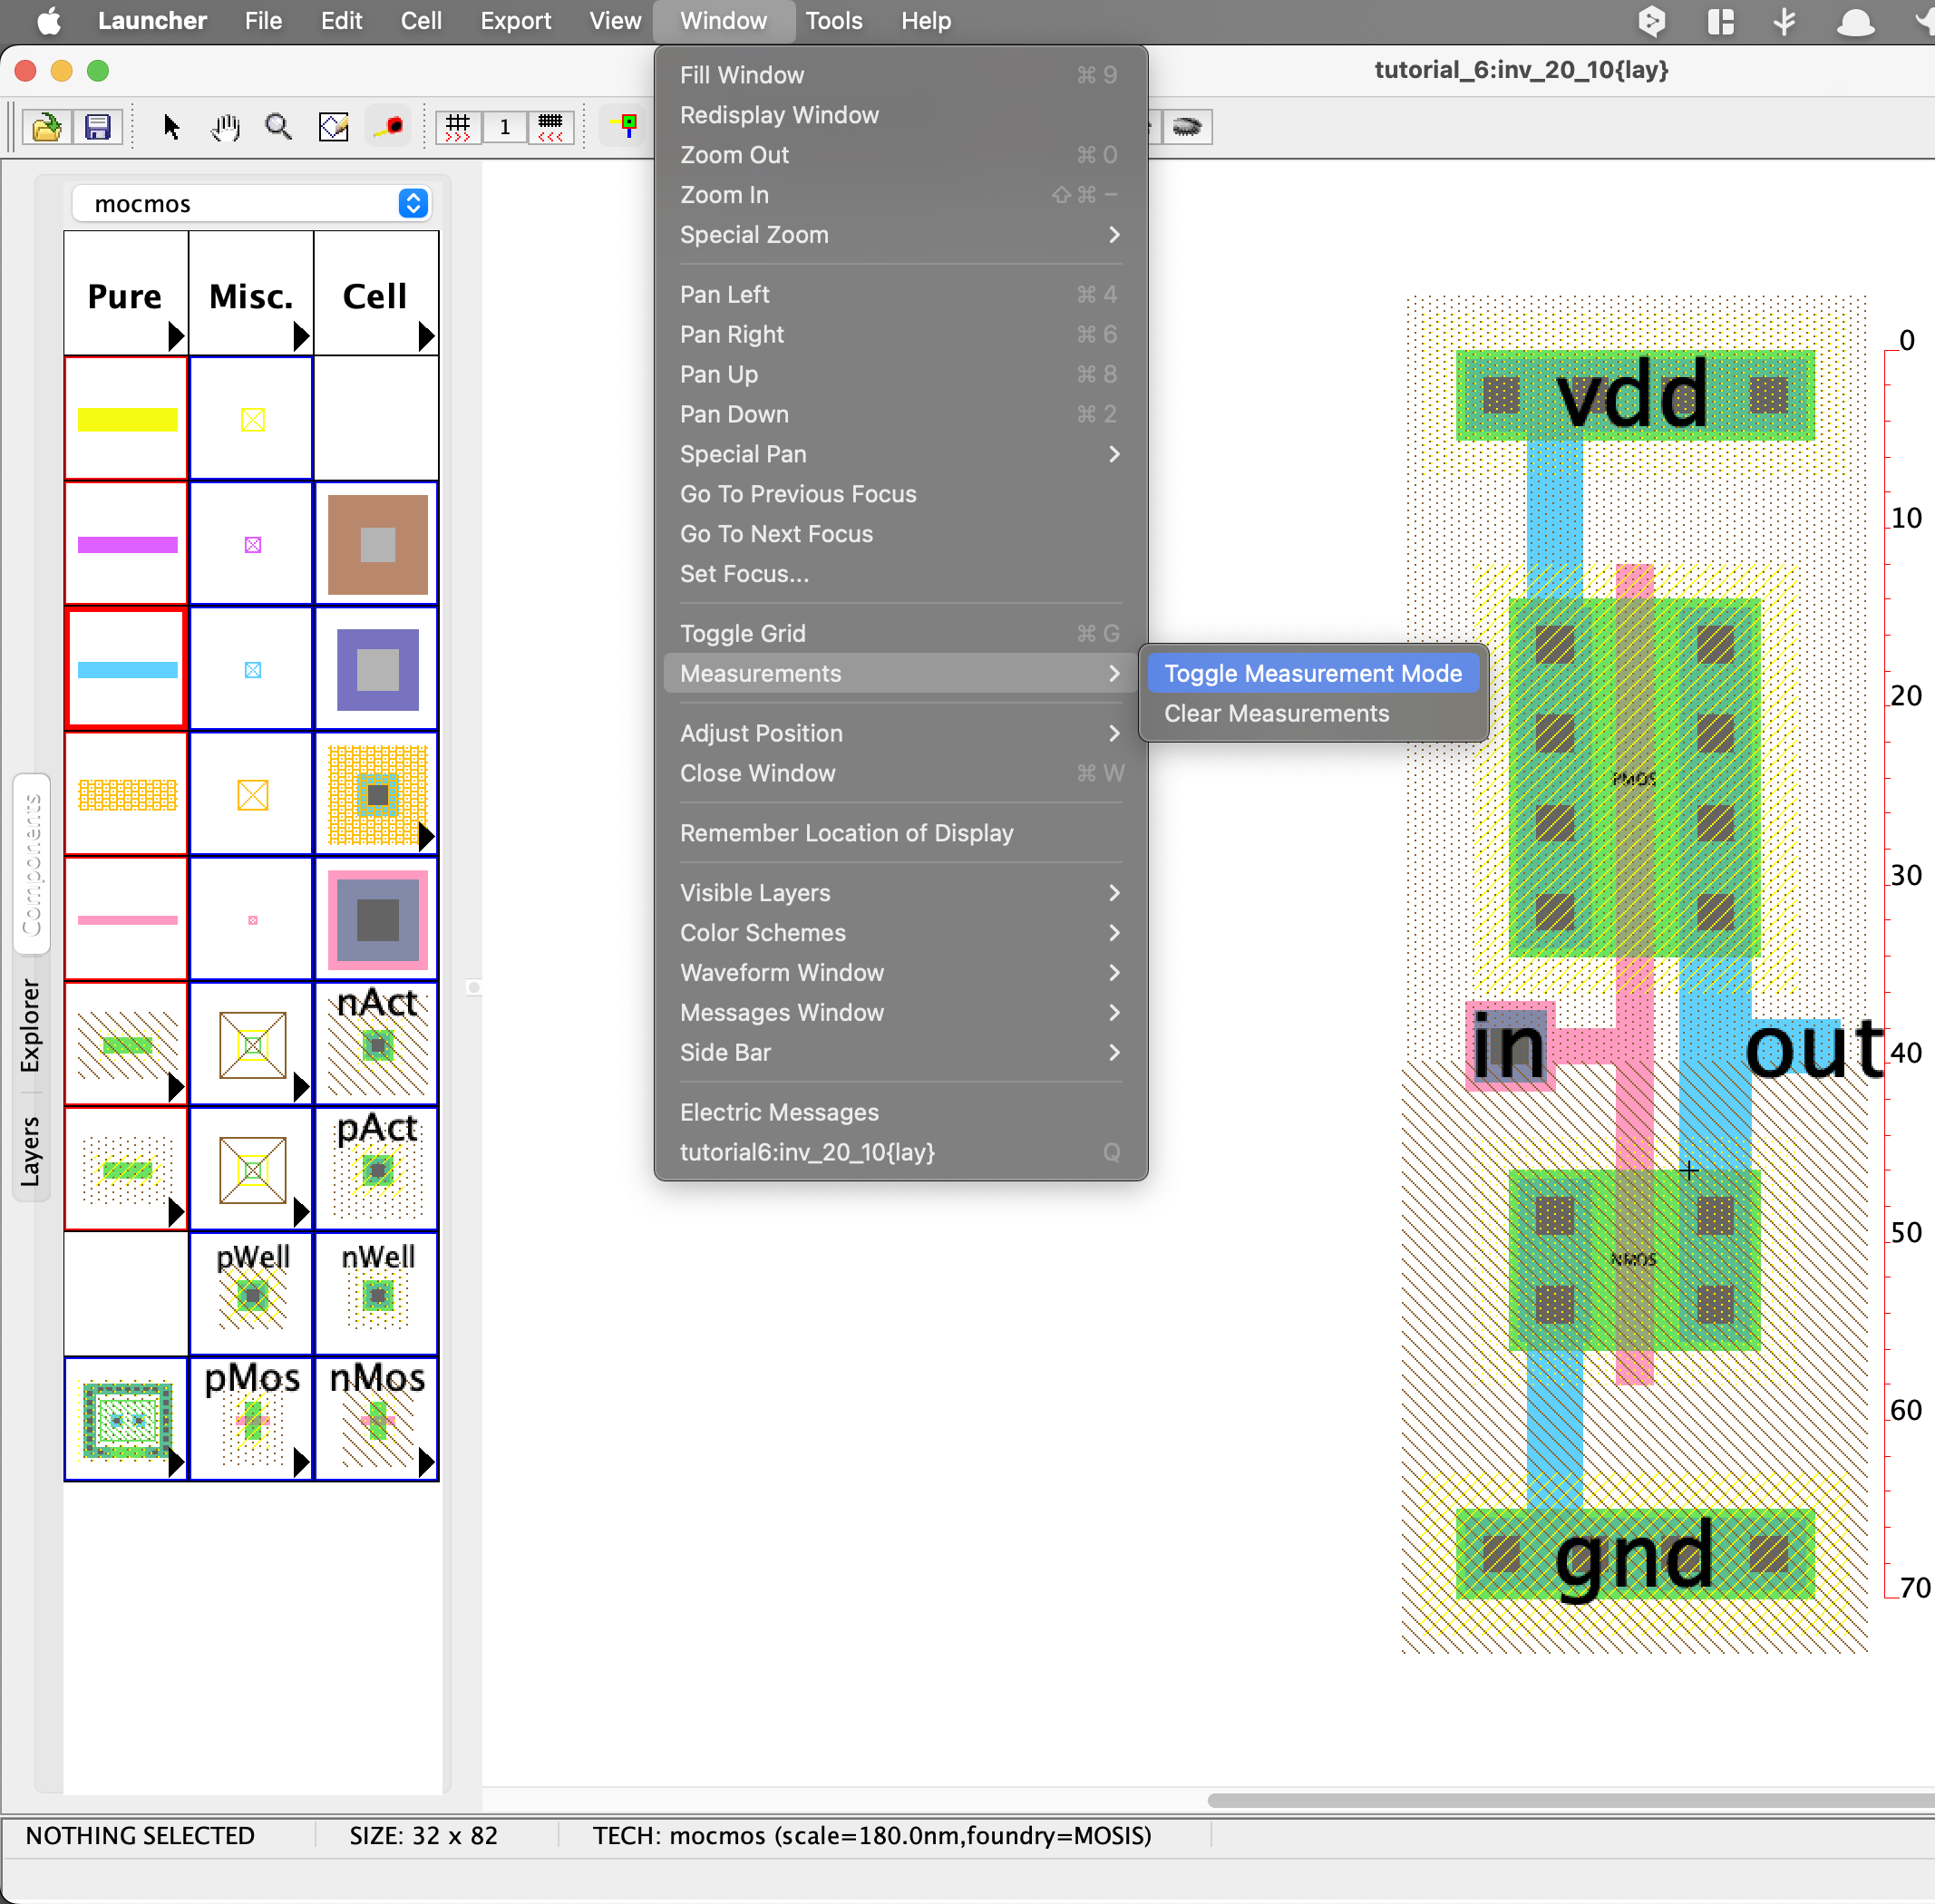 Launcher File Edit Cell Export View Window Tools Help
tutorial_6:inv_20_10{lay}
1
mocmos
Pure Misc. Cell
nAct
pAct
pWell nWell
pMos nMos
Components
Explorer
Layers
Fill Window ⌘ 9
Redisplay Window
Zoom Out ⌘ 0
Zoom In ⇧ ⌘ −
Special Zoom
Pan Left ⌘ 4
Pan Right ⌘ 6
Pan Up ⌘ 8
Pan Down ⌘ 2
Special Pan
Go To Previous Focus
Go To Next Focus
Set Focus...
Toggle Grid ⌘ G
Measurements
Adjust Position
Close Window ⌘ W
Remember Location of Display
Visible Layers
Color Schemes
Waveform Window
Messages Window
Side Bar
Electric Messages
tutorial6:inv_20_10{lay} Q
Toggle Measurement Mode
Clear Measurements
vdd
PMOS
in
out
NMOS
gnd
0
10
20
30
40
50
60
70
NOTHING SELECTED SIZE: 32 x 82 TECH: mocmos (scale=180.0nm,foundry=MOSIS)